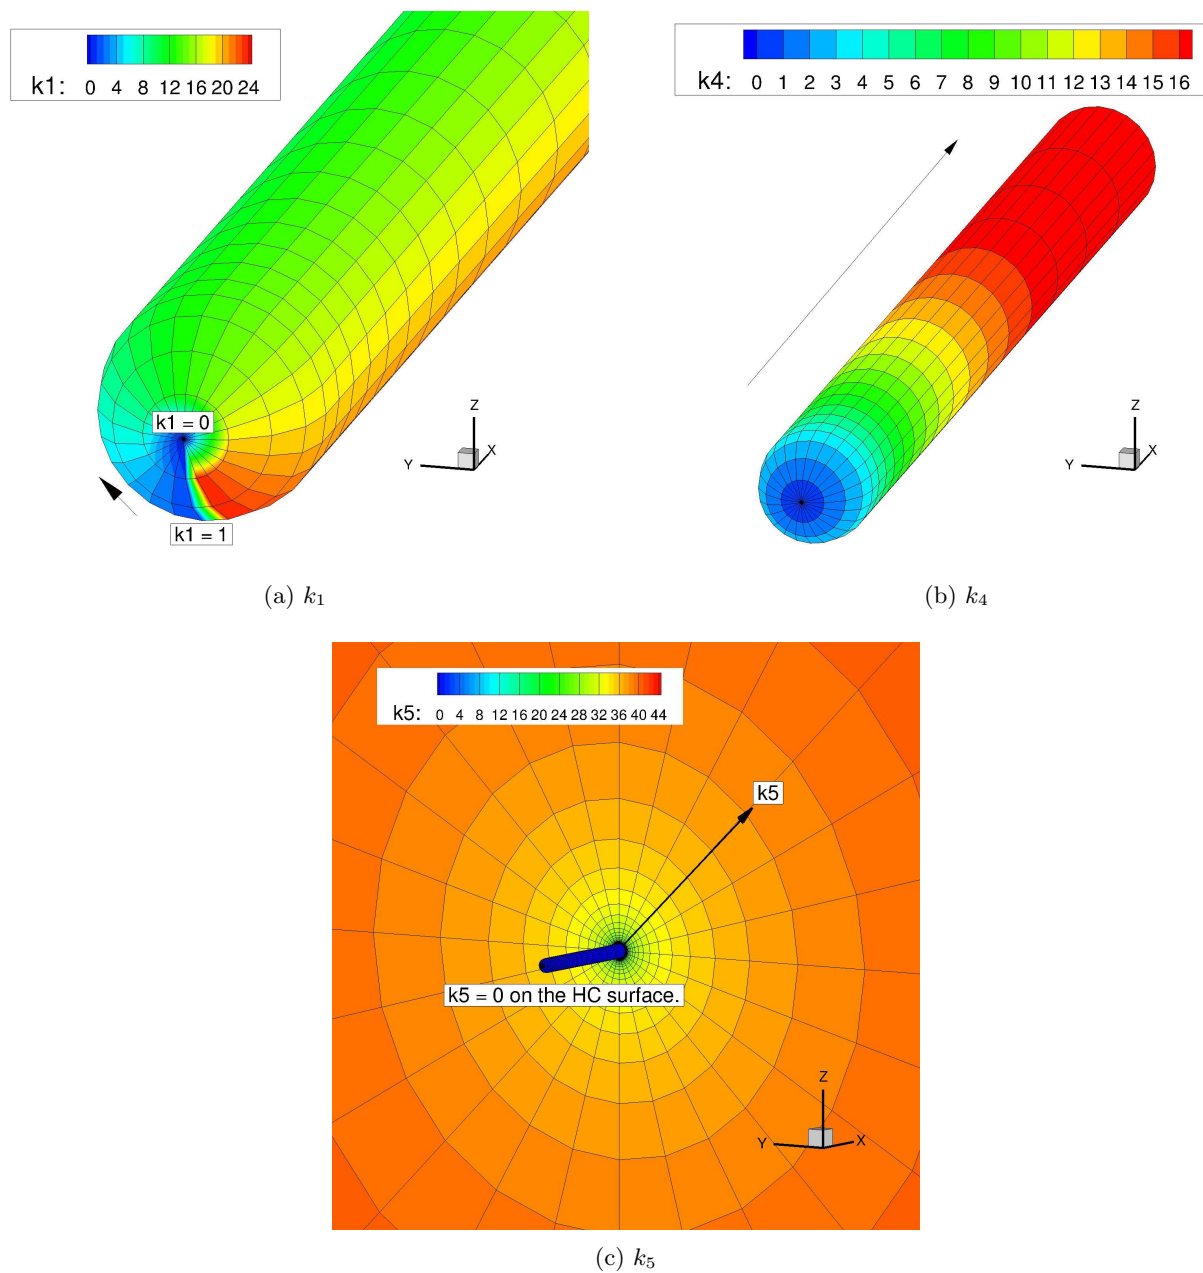 k1: 0 4 8 12 16 20 24
k1 = 0
k1 = 1
Z
X
Y
(a) k₁
k4: 0 1 2 3 4 5 6 7 8 9 10 11 12 13 14 15 16
Z
X
Y
(b) k₄
k5: 0 4 8 12 16 20 24 28 32 36 40 44
k5
k5 = 0 on the HC surface.
Z
Y
X
(c) k₅